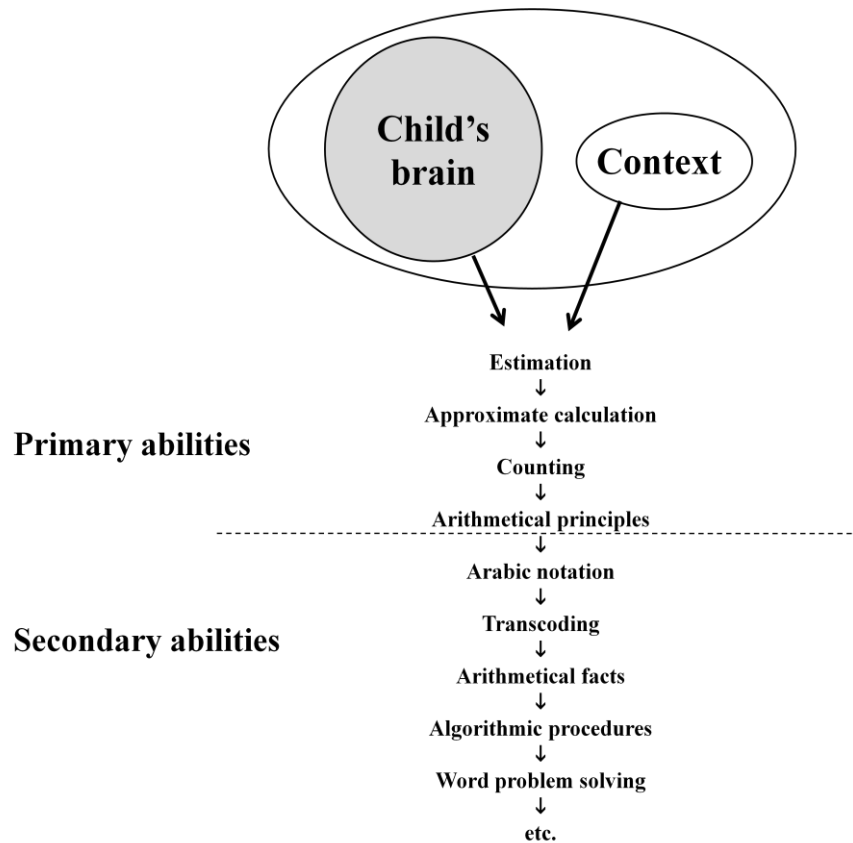 Child's
brain
Context
Estimation
↓
Approximate calculation
↓
Primary abilities
Counting
↓
Arithmetical principles
↓
Arabic notation
↓
Transcoding
↓
Secondary abilities
Arithmetical facts
↓
Algorithmic procedures
↓
Word problem solving
↓
etc.